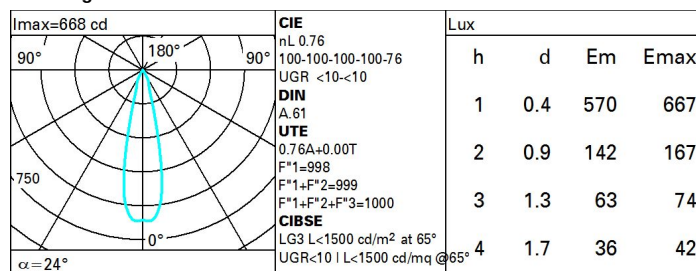 Imax=668 cd
90°
180°
90°
750
0°
α=24°
CIE
nL 0.76
100-100-100-100-76
UGR <10-<10
DIN
A.61
UTE
0.76A+0.00T
F"1=998
F"1+F"2=999
F"1+F"2+F"3=1000
CIBSE
LG3 L<1500 cd/m² at 65°
UGR<10 | L<1500 cd/mq @65°
Lux
h d Em Emax
1 0.4 570 667
2 0.9 142 167
3 1.3 63 74
4 1.7 36 42